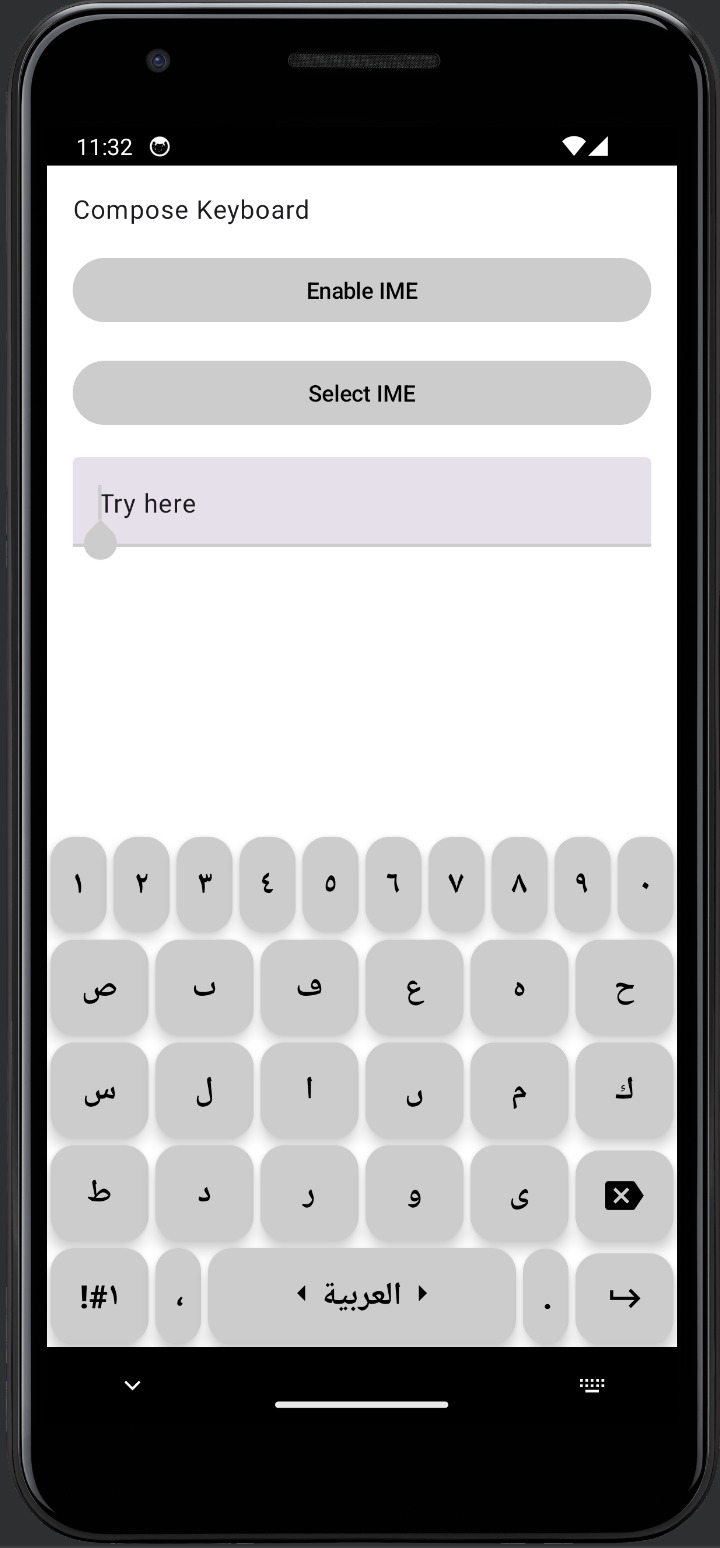 11:32
Compose Keyboard
Enable IME
Select IME
Try here
١ ٢ ٣ ٤ ٥ ٦ ٧ ٨ ٩ ٠
ص ٮ ڡ ع ه ح
س ل ا ں م ك
ط د ر و ى
!#١ ، العربية .